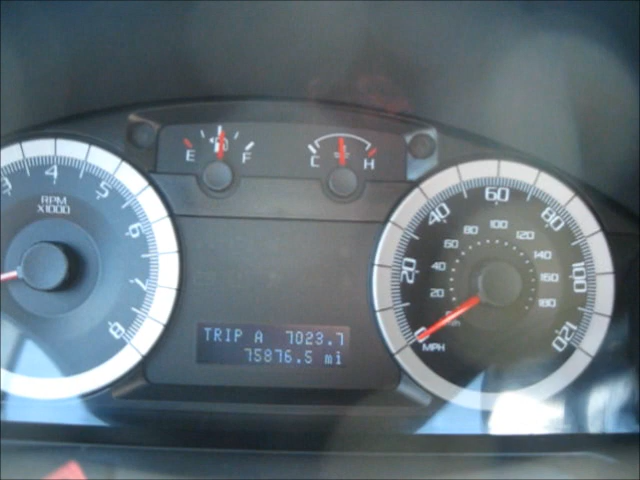 E F
C H
3 4 5 6 7 8
RPM
X1000
0 20 40 60 80 100 120
20 40 60 80 100 120 140 160 180
MPH
TRIP A 7023.7
75876.5 mi